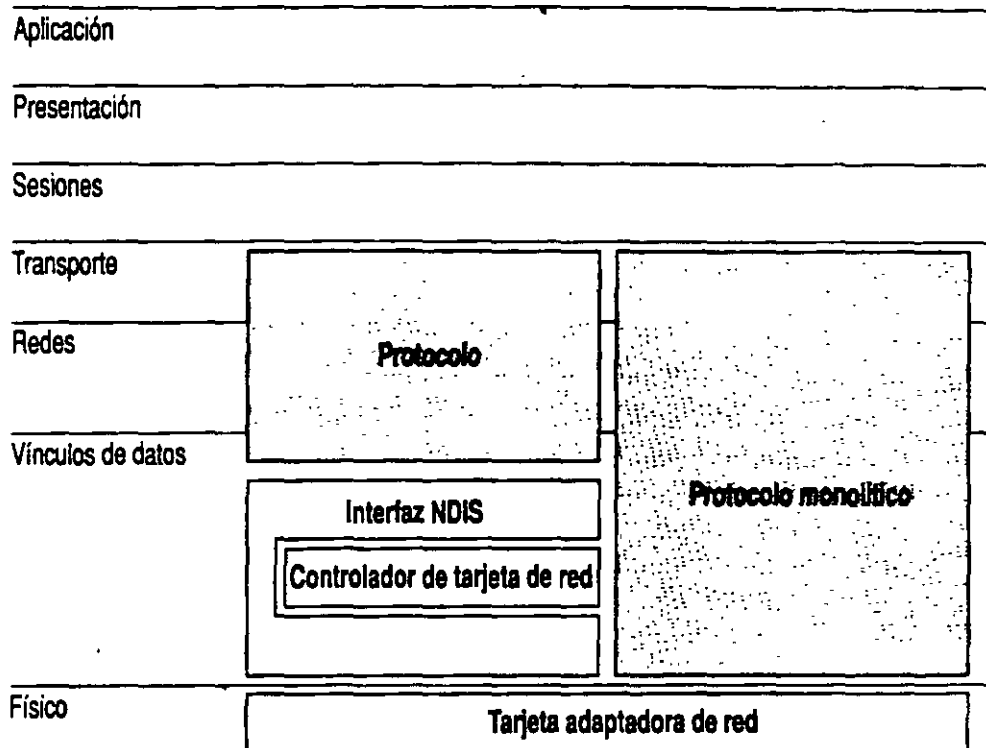 Aplicación
Presentación
Sesiones
Transporte
Redes
Protocolo
Vínculos de datos
Protocolo monolítico
Interfaz NDIS
Controlador de tarjeta de red
Físico
Tarjeta adaptadora de red